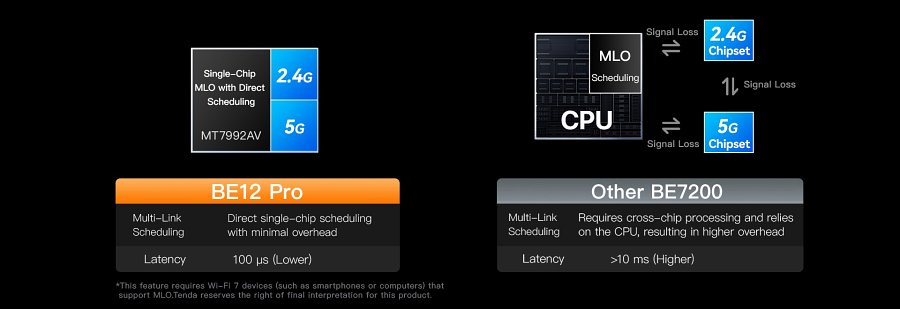 Single-Chip
MLO with Direct
Scheduling
MT7992AV
2.4G
5G
MLO
Scheduling
CPU
Signal Loss
2.4G
Chipset
Signal Loss
5G
Chipset
Signal Loss
BE12 Pro
Multi-Link
Scheduling
Direct single-chip scheduling
with minimal overhead
Latency
100 μs (Lower)
Other BE7200
Multi-Link
Scheduling
Requires cross-chip processing and relies
on the CPU, resulting in higher overhead
Latency
>10 ms (Higher)
*This feature requires Wi-Fi 7 devices (such as smartphones or computers) that
support MLO.Tenda reserves the right of final interpretation for this product.